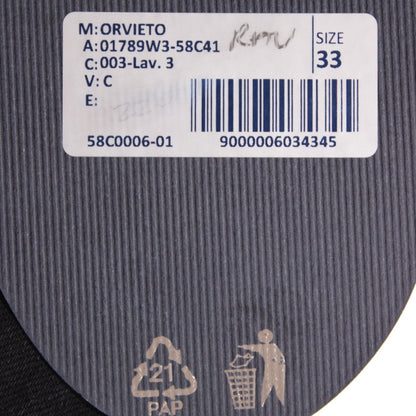 M: ORVIETO
A: 01789W3-58C41
C: 003-Lav. 3
V: C
E:
SIZE
33
58C0006-01
9000006034345
21
PAP